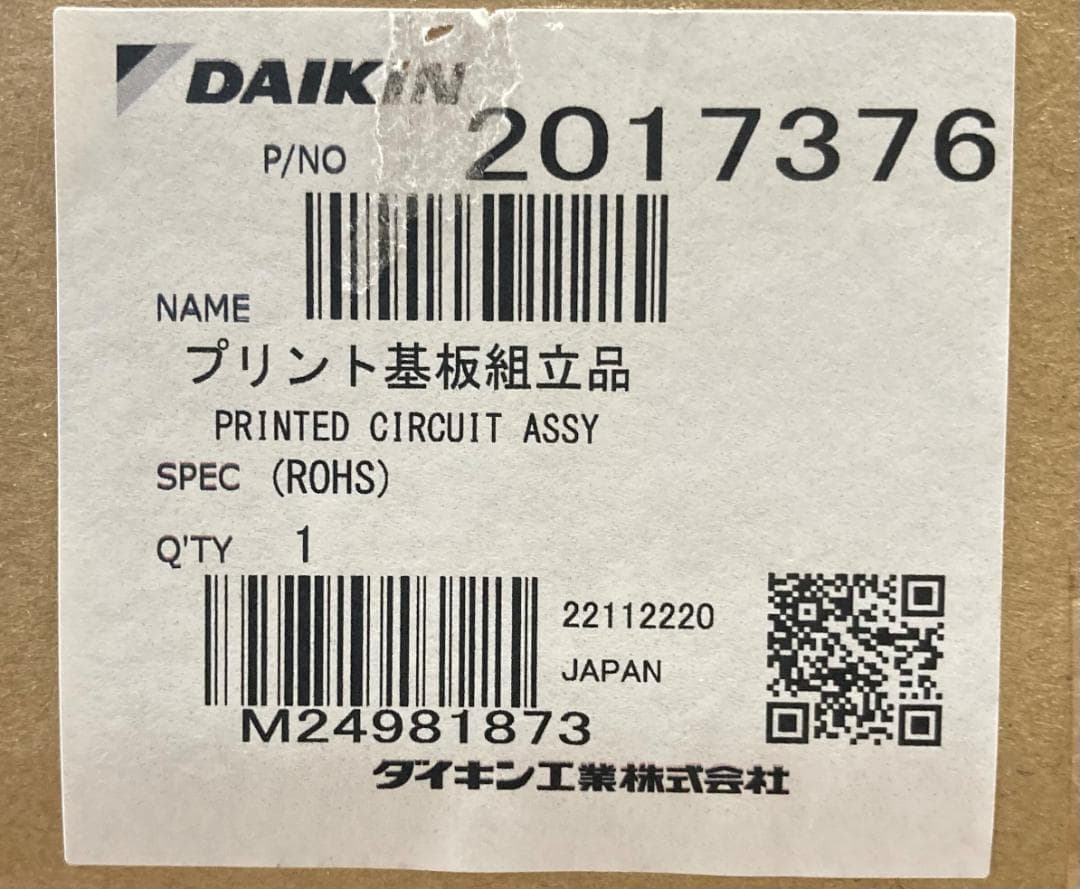 DAIKIN
P/NO 2017376
NAME
プリント基板組立品
PRINTED CIRCUIT ASSY
SPEC (ROHS)
Q'TY 1
22112220
JAPAN
M24981873
ダイキン工業株式会社